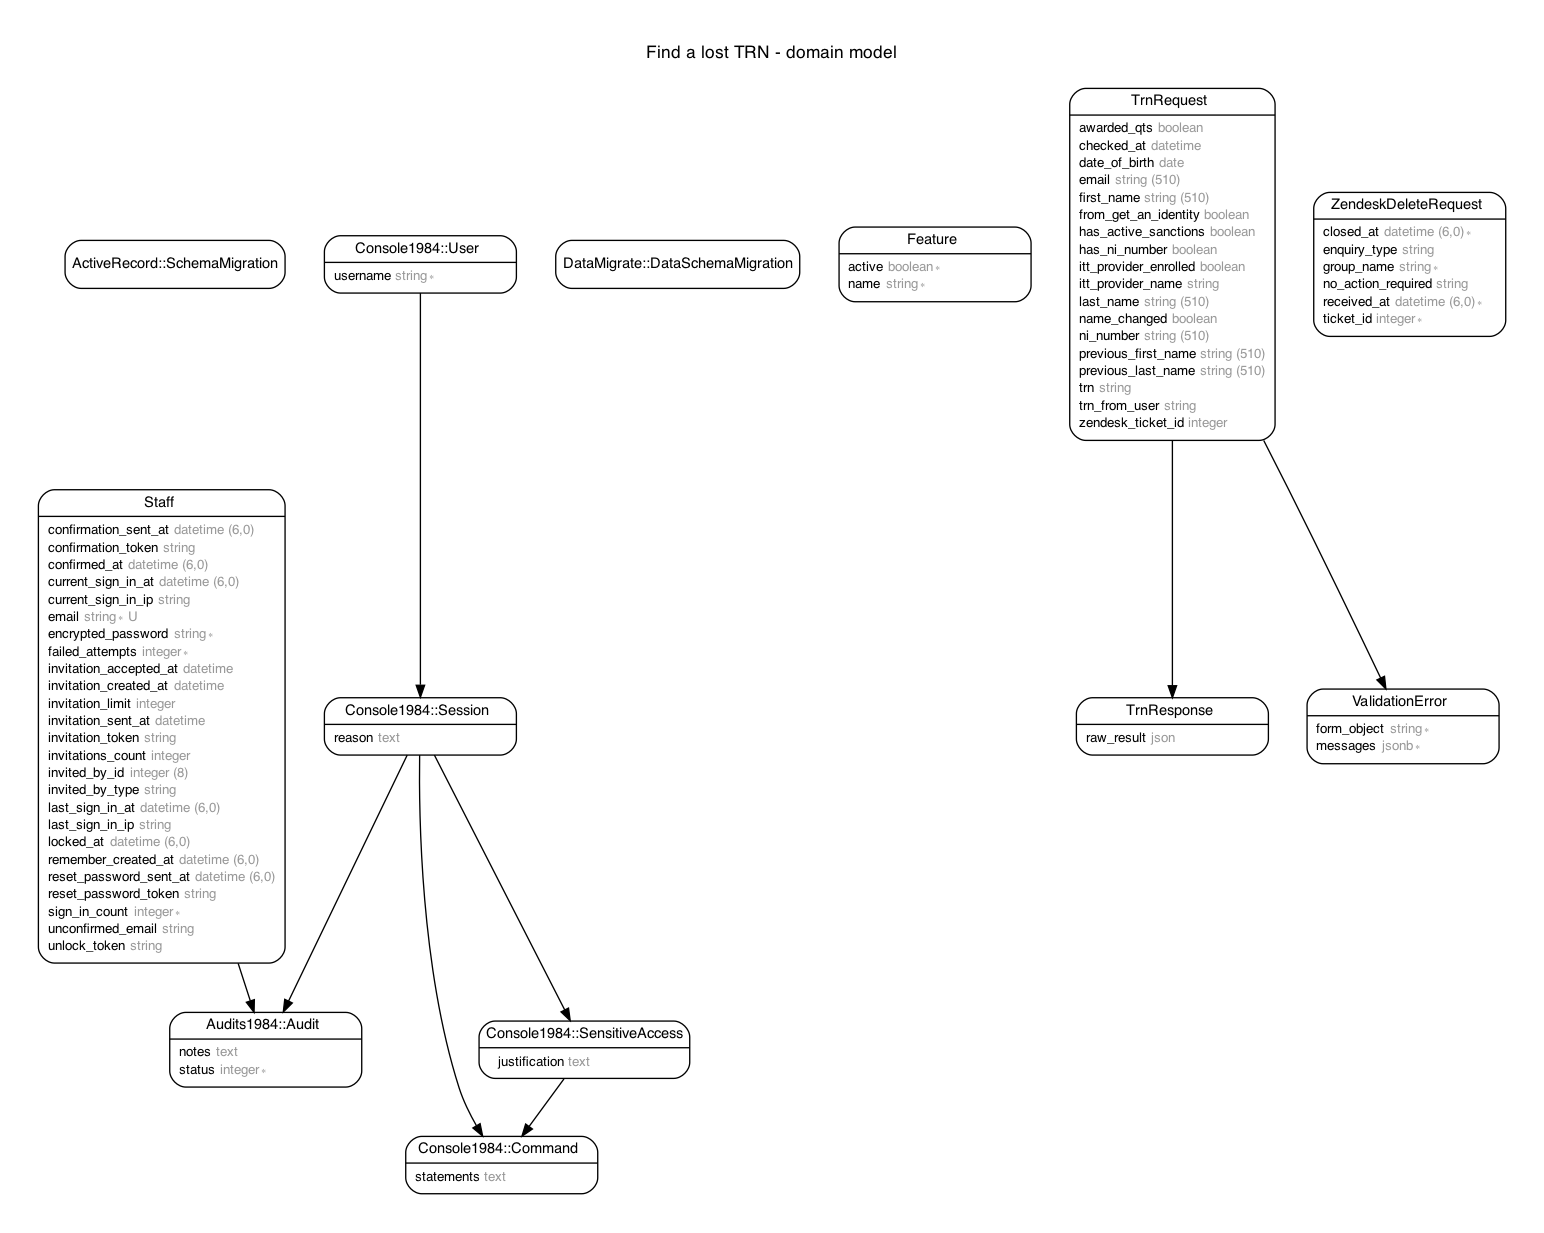 Find a lost TRN - domain model
TrnRequest
awarded_qts boolean
checked_at datetime
date_of_birth date
email string (510)
first_name string (510)
from_get_an_identity boolean
has_active_sanctions boolean
has_ni_number boolean
itt_provider_enrolled boolean
itt_provider_name string
last_name string (510)
name_changed boolean
ni_number string (510)
previous_first_name string (510)
previous_last_name string (510)
trn string
trn_from_user string
zendesk_ticket_id integer
ZendeskDeleteRequest
closed_at datetime (6,0)∗
enquiry_type string
group_name string∗
no_action_required string
received_at datetime (6,0)∗
ticket_id integer∗
ActiveRecord::SchemaMigration
Console1984::User
username string∗
DataMigrate::DataSchemaMigration
Feature
active boolean∗
name string∗
Staff
confirmation_sent_at datetime (6,0)
confirmation_token string
confirmed_at datetime (6,0)
current_sign_in_at datetime (6,0)
current_sign_in_ip string
email string∗ U
encrypted_password string∗
failed_attempts integer∗
invitation_accepted_at datetime
invitation_created_at datetime
invitation_limit integer
invitation_sent_at datetime
invitation_token string
invitations_count integer
invited_by_id integer (8)
invited_by_type string
last_sign_in_at datetime (6,0)
last_sign_in_ip string
locked_at datetime (6,0)
remember_created_at datetime (6,0)
reset_password_sent_at datetime (6,0)
reset_password_token string
sign_in_count integer∗
unconfirmed_email string
unlock_token string
Console1984::Session
reason text
TrnResponse
raw_result json
ValidationError
form_object string∗
messages jsonb∗
Audits1984::Audit
notes text
status integer∗
Console1984::SensitiveAccess
justification text
Console1984::Command
statements text